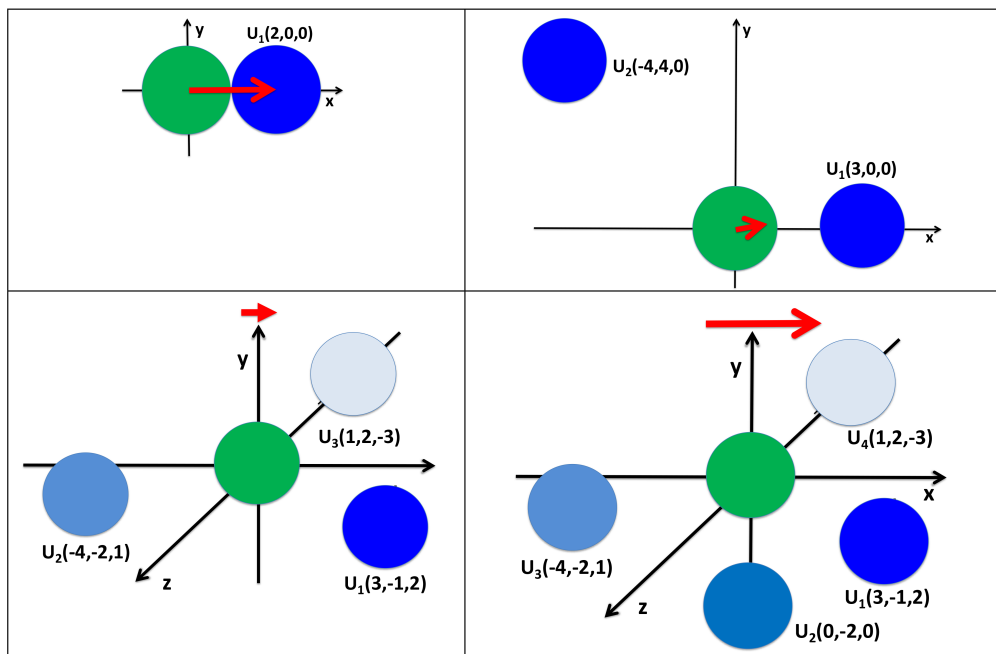 y
U₁(2,0,0)
x
y
U₂(-4,4,0)
U₁(3,0,0)
x
y
U₃(1,2,-3)
U₂(-4,-2,1)
z
U₁(3,-1,2)
y
U₄(1,2,-3)
x
U₃(-4,-2,1)
z
U₁(3,-1,2)
U₂(0,-2,0)